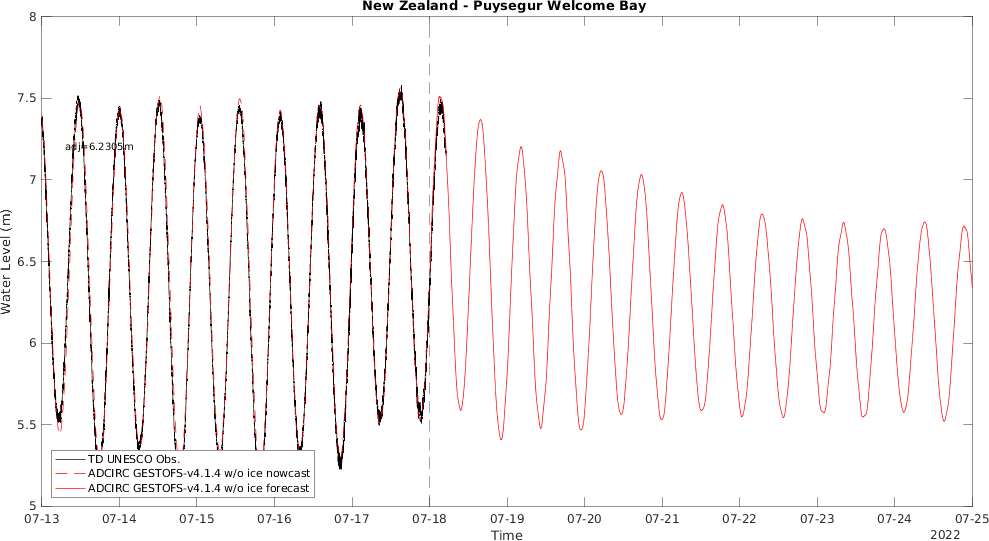 New Zealand - Puysegur Welcome Bay
8
7.5
7
6.5
6
5.5
5
Water Level (m)
adj=6.2305m
TD UNESCO Obs.
ADCIRC GESTOFS-v4.1.4 w/o ice nowcast
ADCIRC GESTOFS-v4.1.4 w/o ice forecast
07-13 07-14 07-15 07-16 07-17 07-18 07-19 07-20 07-21 07-22 07-23 07-24 07-25
Time
2022